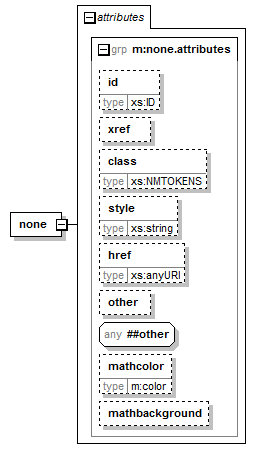 attributes
grp m:none.attributes
id
type xs:ID
xref
class
type xs:NMTOKENS
style
type xs:string
none
href
type xs:anyURI
other
any ##other
mathcolor
type m:color
mathbackground